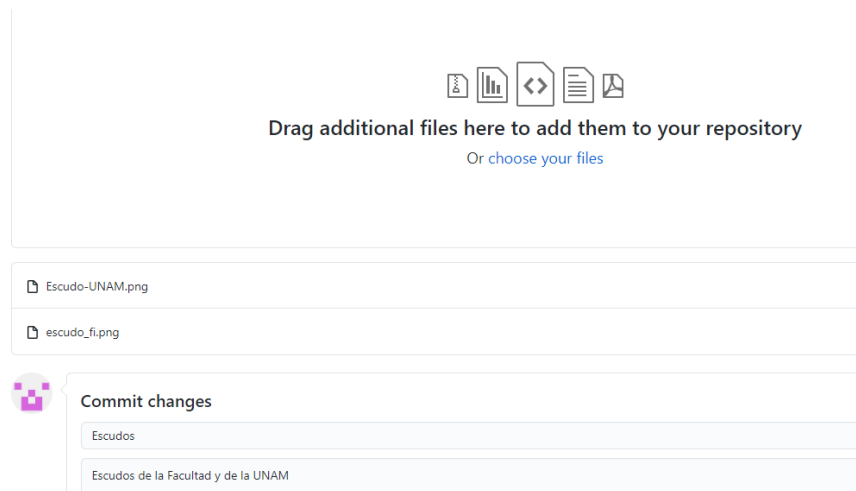 Drag additional files here to add them to your repository
Or choose your files
Escudo-UNAM.png
escudo_fi.png
Commit changes
Escudos
Escudos de la Facultad y de la UNAM